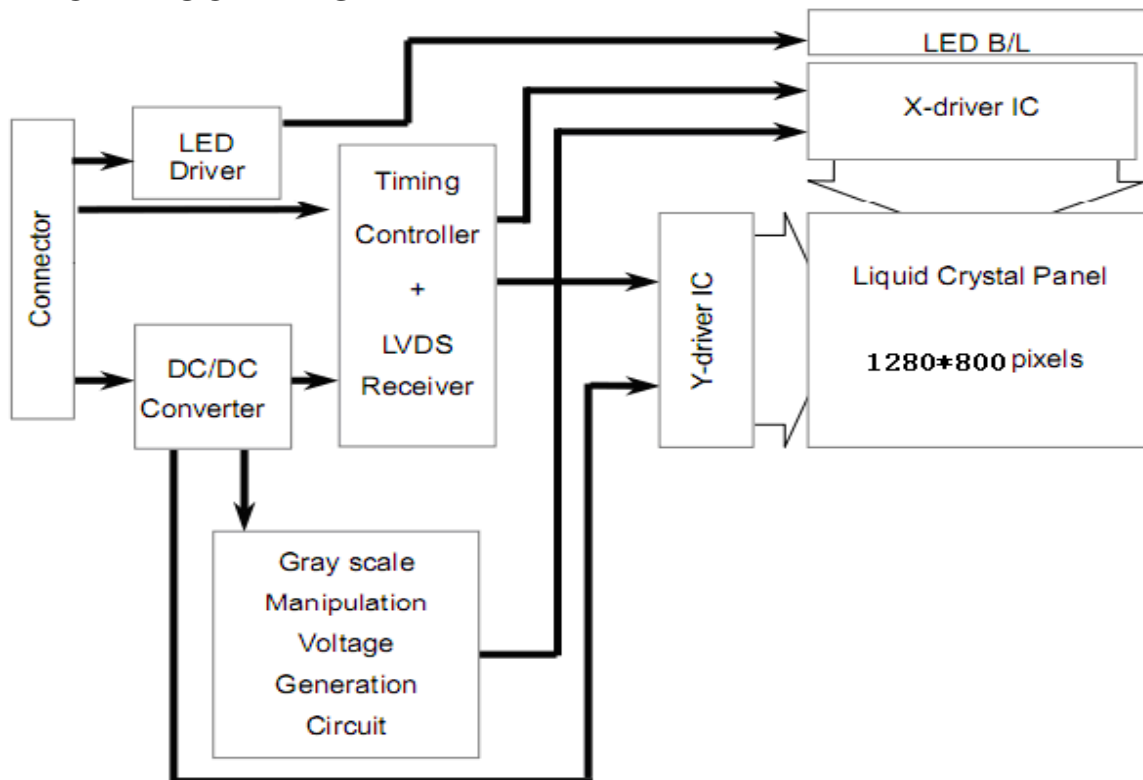 LED B/L
X-driver IC
LED
Driver
Timing
Controller
+
LVDS
Receiver
Connector
DC/DC
Converter
Y-driver IC
Liquid Crystal Panel
1280*800 pixels
Gray scale
Manipulation
Voltage
Generation
Circuit